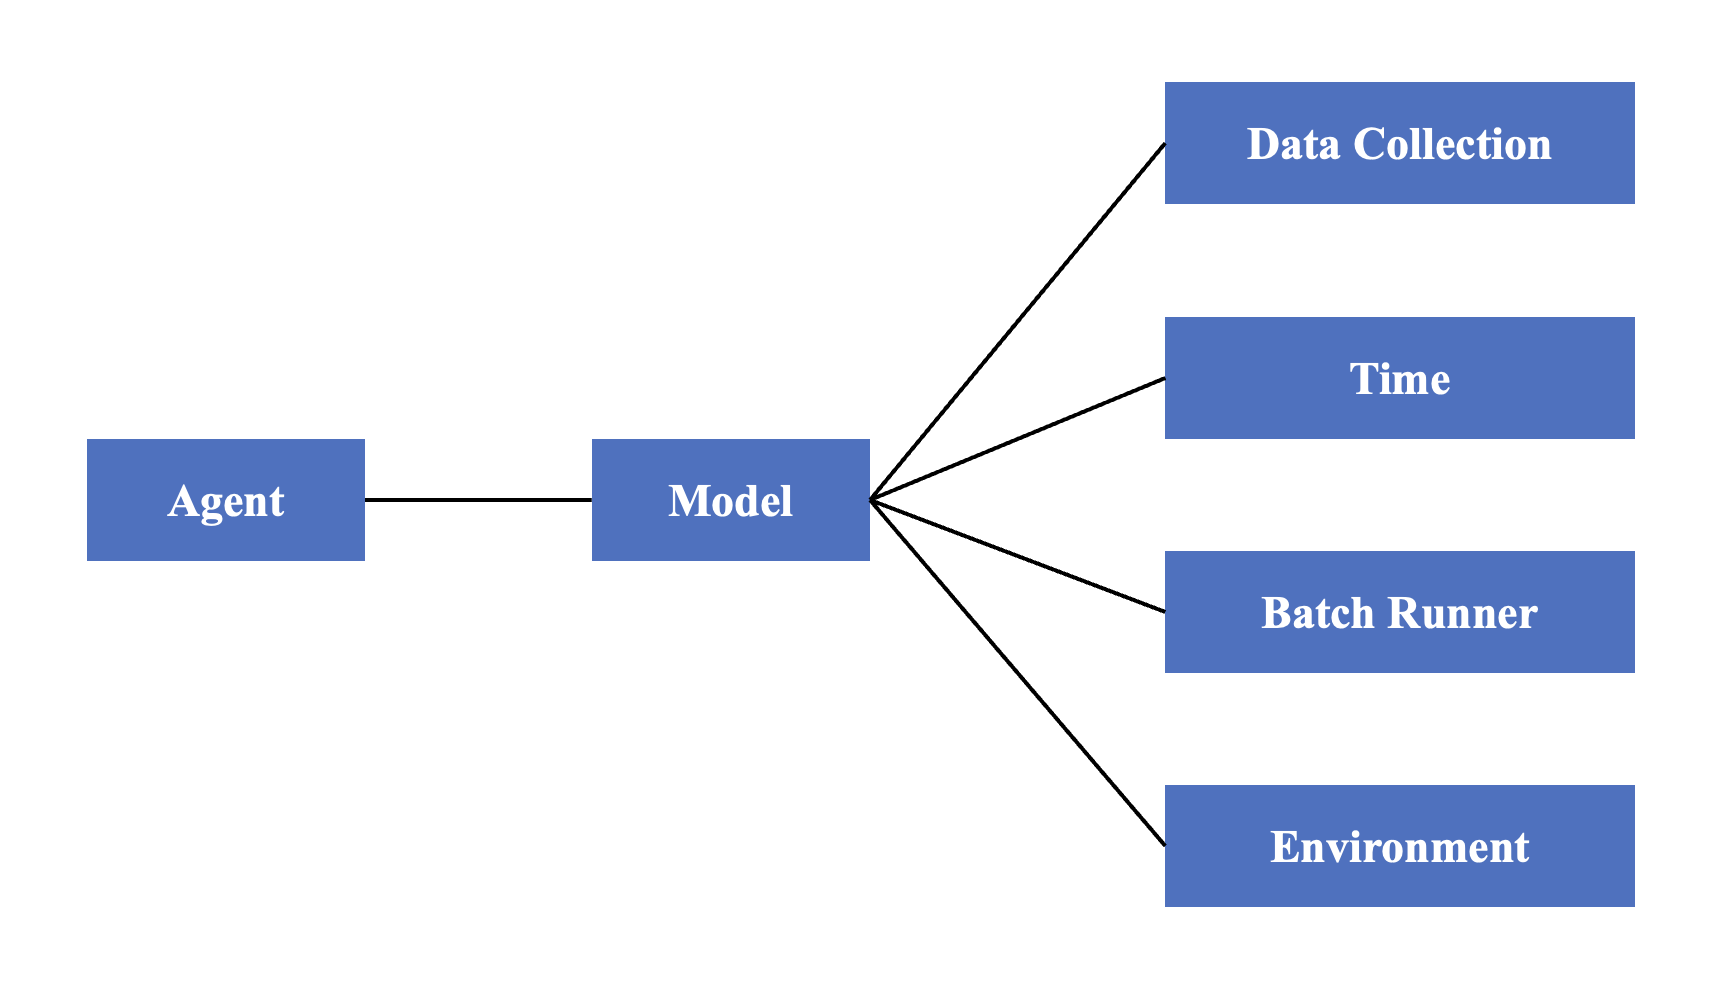 Data Collection
Time
Agent
Model
Batch Runner
Environment